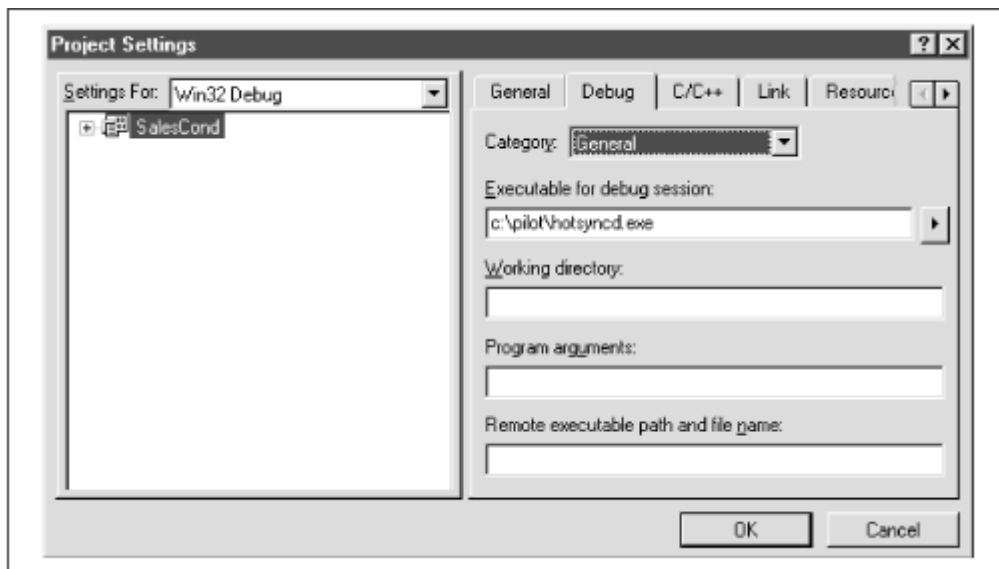 Project Settings
Settings For: Win32 Debug
SalesCond
General Debug C/C++ Link Resourc
Category: General
Executable for debug session:
c:\pilot\hotsyncd.exe
Working directory:
Program arguments:
Remote executable path and file name:
OK Cancel